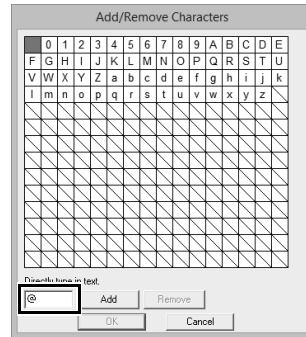 Add/Remove Characters
0 1 2 3 4 5 6 7 8 9 A B C D E
F G H I J K L M N O P Q R S T U
V W X Y Z a b c d e f g h i j k
l m n o p q r s t u v w x y z
Directly type in text.
@ Add Remove
OK Cancel